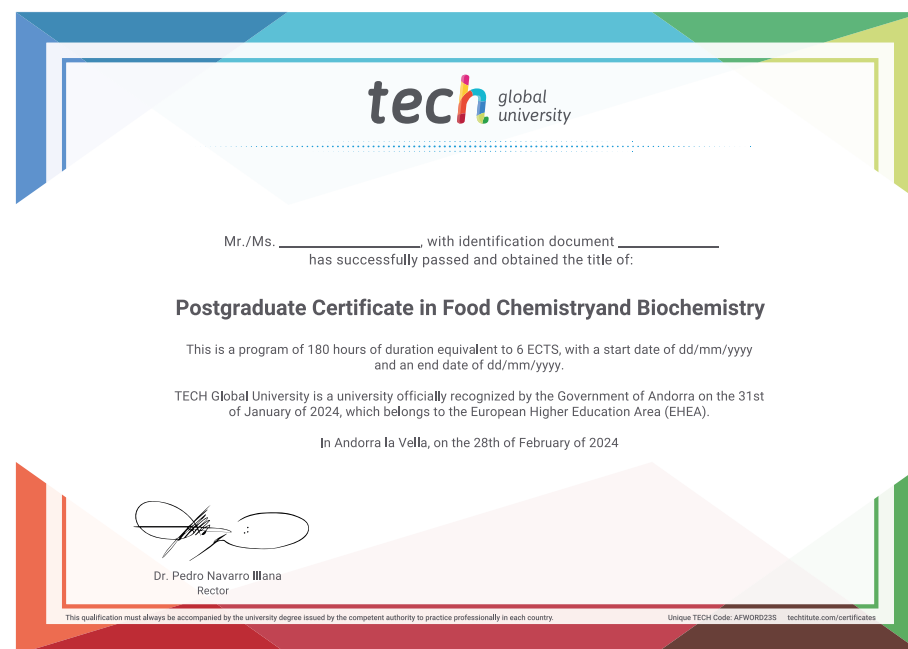 tech global
university
Mr./Ms. ____________, with identification document ____________
has successfully passed and obtained the title of:
Postgraduate Certificate in Food Chemistryand Biochemistry
This is a program of 180 hours of duration equivalent to 6 ECTS, with a start date of dd/mm/yyyy
and an end date of dd/mm/yyyy.
TECH Global University is a university officially recognized by the Government of Andorra on the 31st
of January of 2024, which belongs to the European Higher Education Area (EHEA).
In Andorra la Vella, on the 28th of February of 2024
Dr. Pedro Navarro Illana
Rector
This qualification must always be accompanied by the university degree issued by the competent authority to practice professionally in each country. Unique TECH Code: AFWORD23S techtitute.com/certificates